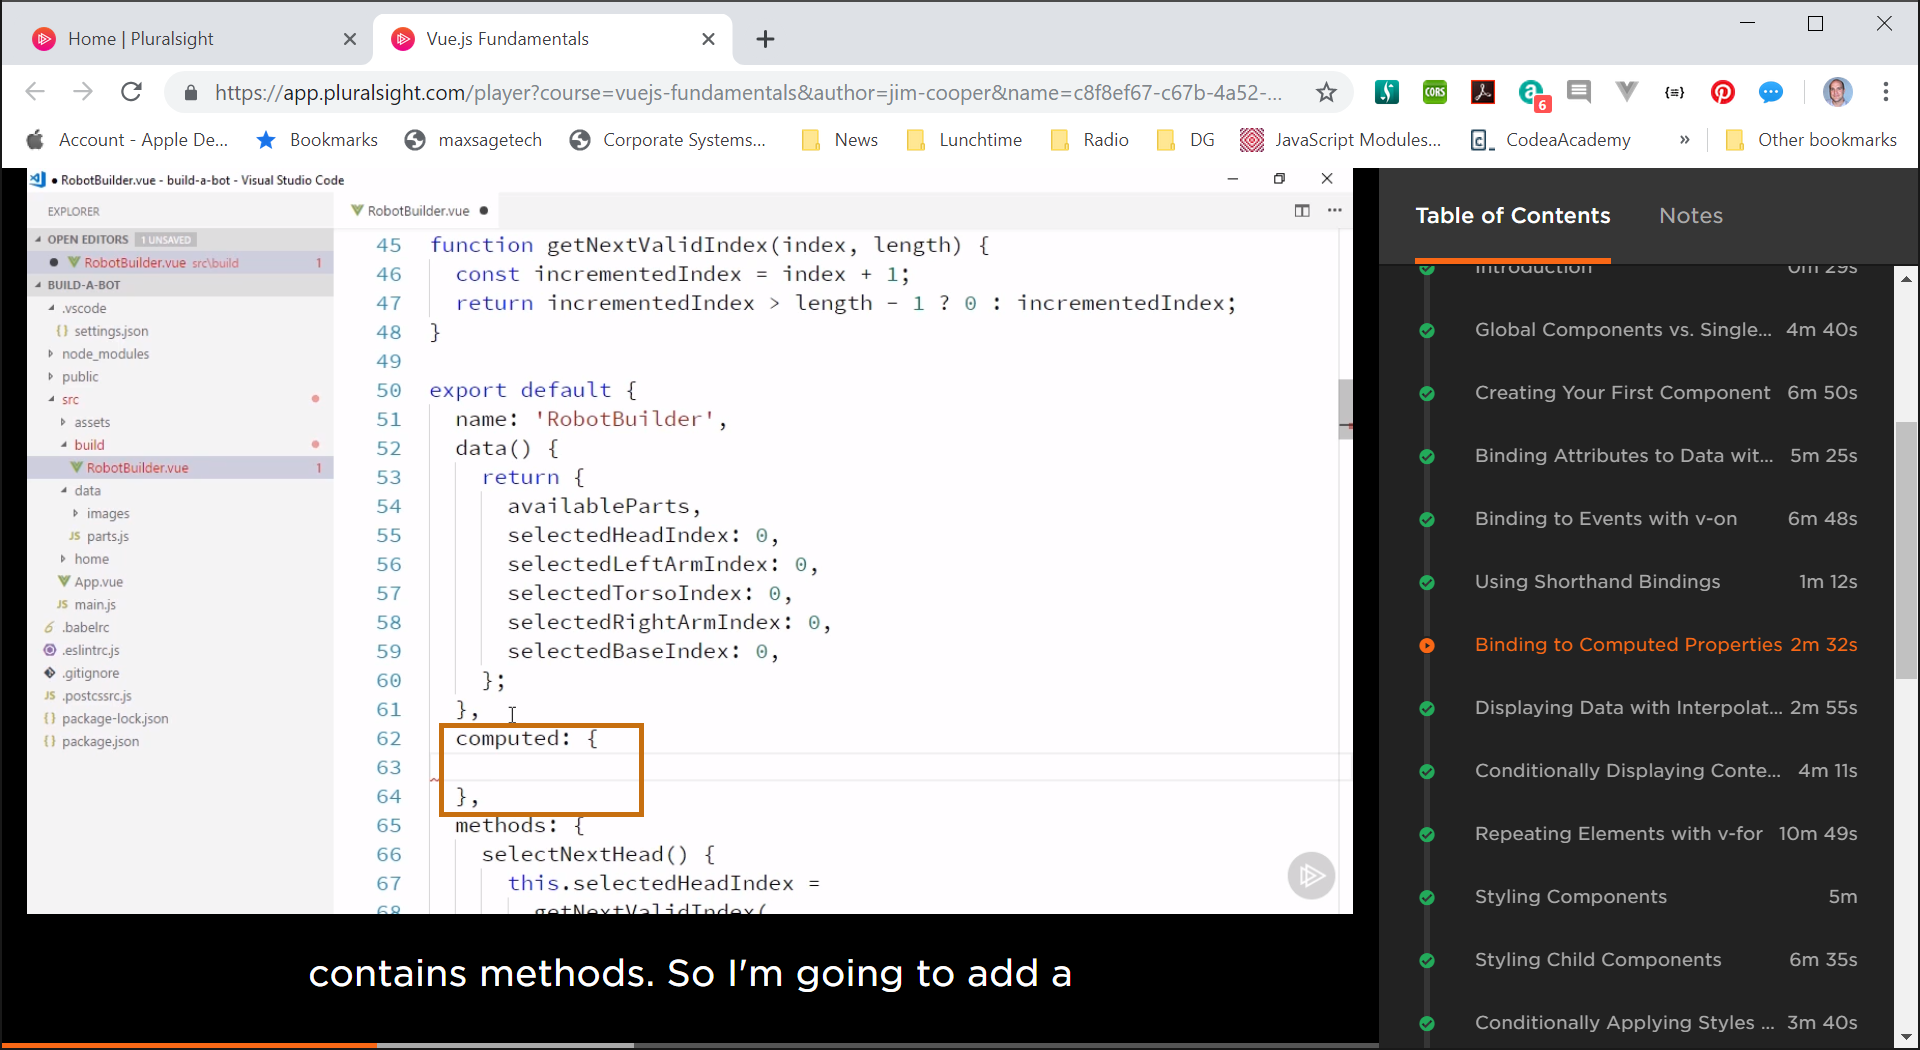 Home | Pluralsight
Vue.js Fundamentals
https://app.pluralsight.com/player?course=vuejs-fundamentals&author=jim-cooper&name=c8f8ef67-c67b-4a52-...
CORS
6
{≡}
Account - Apple De...
Bookmarks
maxsagetech
Corporate Systems...
News
Lunchtime
Radio
DG
JavaScript Modules...
CodeaAcademy
»
Other bookmarks
● RobotBuilder.vue - build-a-bot - Visual Studio Code
EXPLORER
OPEN EDITORS 1 UNSAVED
RobotBuilder.vue src\build 1
BUILD-A-BOT
.vscode
{} settings.json
node_modules
public
src
assets
build
RobotBuilder.vue 1
data
images
JS parts.js
home
App.vue
JS main.js
.babelrc
.eslintrc.js
.gitignore
JS .postcssrc.js
{} package-lock.json
{} package.json
RobotBuilder.vue ●
45 function getNextValidIndex(index, length) {
46 const incrementedIndex = index + 1;
47 return incrementedIndex > length - 1 ? 0 : incrementedIndex;
48 }
49
50 export default {
51 name: 'RobotBuilder',
52 data() {
53 return {
54 availableParts,
55 selectedHeadIndex: 0,
56 selectedLeftArmIndex: 0,
57 selectedTorsoIndex: 0,
58 selectedRightArmIndex: 0,
59 selectedBaseIndex: 0,
60 };
61 },
62 computed: {
63
64 },
65 methods: {
66 selectNextHead() {
67 this.selectedHeadIndex =
68 getNextValidIndex(
contains methods. So I'm going to add a
Table of Contents
Notes
Introduction 0m 29s
Global Components vs. Single... 4m 40s
Creating Your First Component 6m 50s
Binding Attributes to Data wit... 5m 25s
Binding to Events with v-on 6m 48s
Using Shorthand Bindings 1m 12s
Binding to Computed Properties 2m 32s
Displaying Data with Interpolat... 2m 55s
Conditionally Displaying Conte... 4m 11s
Repeating Elements with v-for 10m 49s
Styling Components 5m
Styling Child Components 6m 35s
Conditionally Applying Styles ... 3m 40s